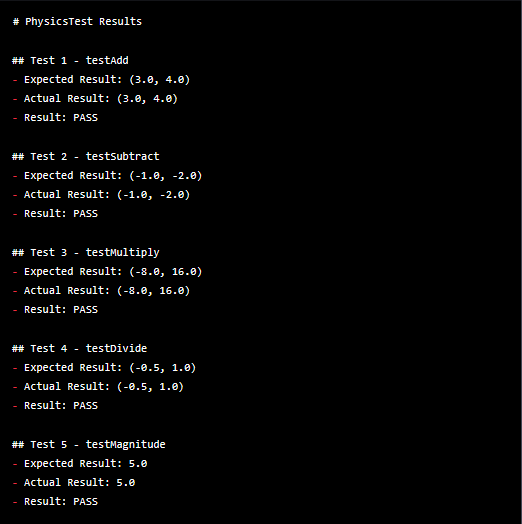 # PhysicsTest Results
## Test 1 - testAdd
- Expected Result: (3.0, 4.0)
- Actual Result: (3.0, 4.0)
- Result: PASS
## Test 2 - testSubtract
- Expected Result: (-1.0, -2.0)
- Actual Result: (-1.0, -2.0)
- Result: PASS
## Test 3 - testMultiply
- Expected Result: (-8.0, 16.0)
- Actual Result: (-8.0, 16.0)
- Result: PASS
## Test 4 - testDivide
- Expected Result: (-0.5, 1.0)
- Actual Result: (-0.5, 1.0)
- Result: PASS
## Test 5 - testMagnitude
- Expected Result: 5.0
- Actual Result: 5.0
- Result: PASS